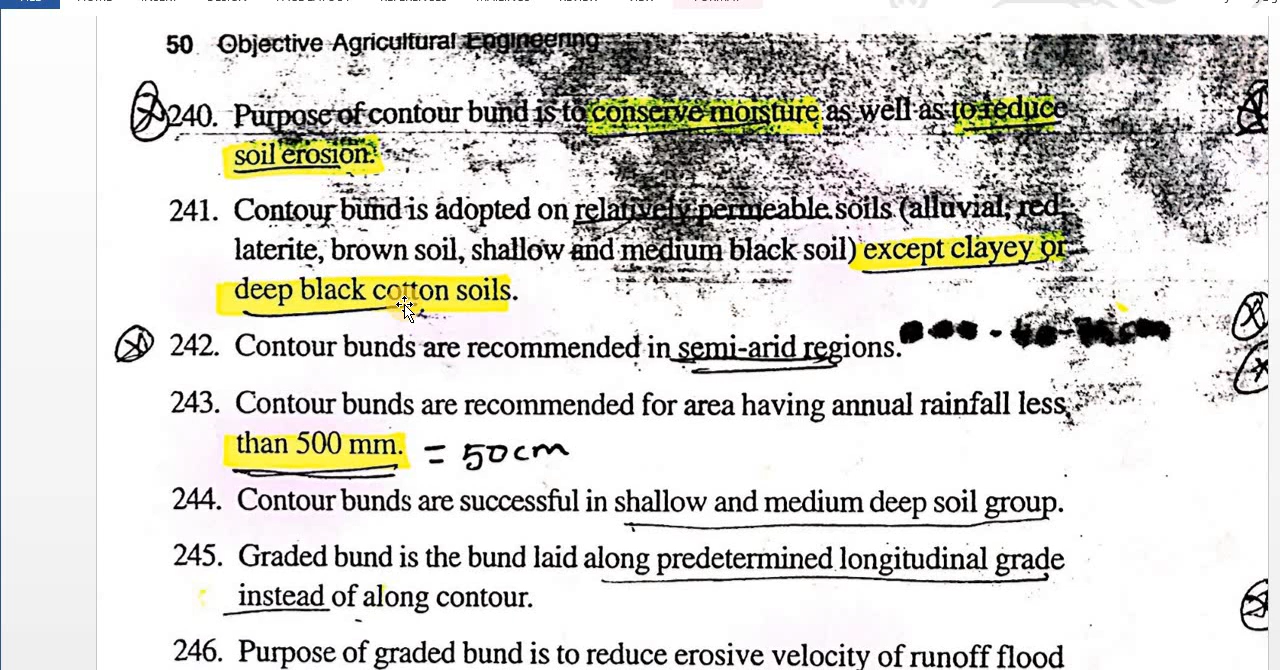 50 Objective Agricultural Engineering
240. Purpose of contour bund is to conserve moisture as well as to reduce
soil erosion.
241. Contour bund is adopted on relatively permeable soils (alluvial, red,
laterite, brown soil, shallow and medium black soil) except clayey or
deep black cotton soils.
242. Contour bunds are recommended in semi-arid regions.
243. Contour bunds are recommended for area having annual rainfall less
than 500 mm. = 50cm
244. Contour bunds are successful in shallow and medium deep soil group.
245. Graded bund is the bund laid along predetermined longitudinal grade
instead of along contour.
246. Purpose of graded bund is to reduce erosive velocity of runoff flood